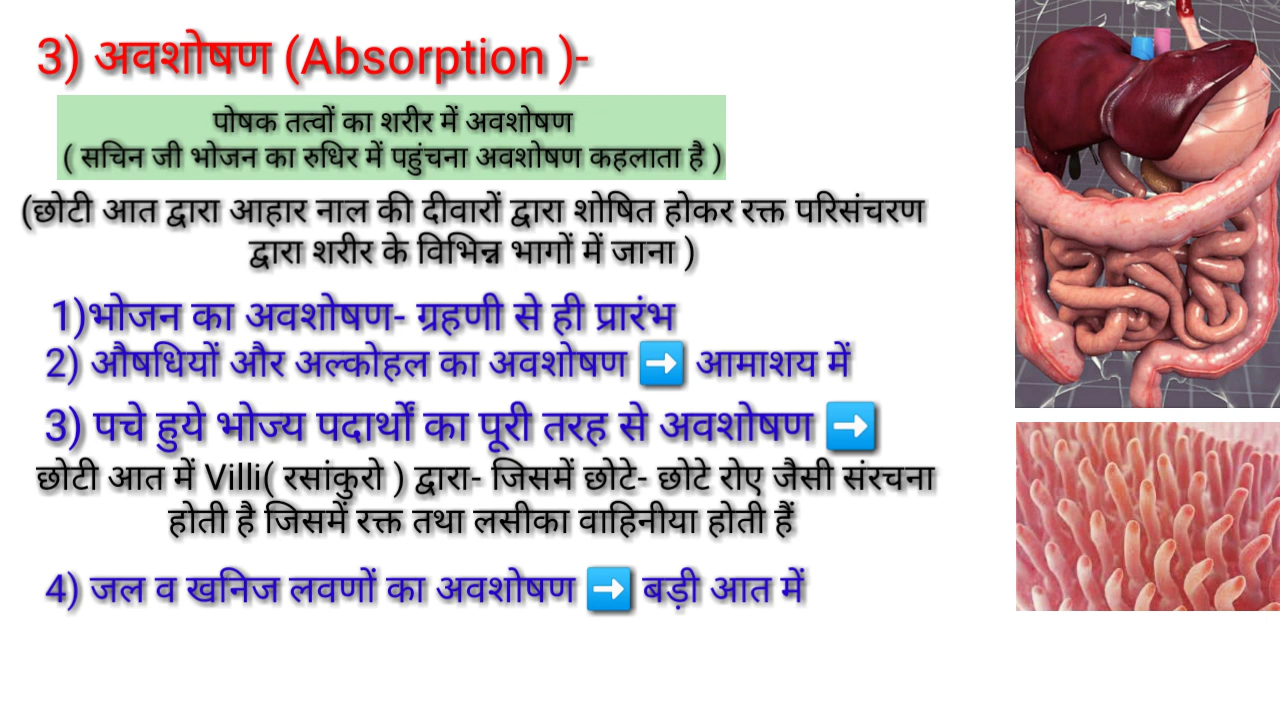 3) अवशोषण (Absorption )-
पोषक तत्वों का शरीर में अवशोषण
( सचिन जी भोजन का रुधिर में पहुंचना अवशोषण कहलाता है )
(छोटी आत द्वारा आहार नाल की दीवारों द्वारा शोषित होकर रक्त परिसंचरण
द्वारा शरीर के विभिन्न भागों में जाना )
1)भोजन का अवशोषण- ग्रहणी से ही प्रारंभ
2) औषधियों और अल्कोहल का अवशोषण ➡️ आमाशय में
3) पचे हुये भोज्य पदार्थों का पूरी तरह से अवशोषण ➡️
छोटी आत में Villi( रसांकुरो ) द्वारा- जिसमें छोटे- छोटे रोए जैसी संरचना
होती है जिसमें रक्त तथा लसीका वाहिनीया होती हैं
4) जल व खनिज लवणों का अवशोषण ➡️ बड़ी आत में